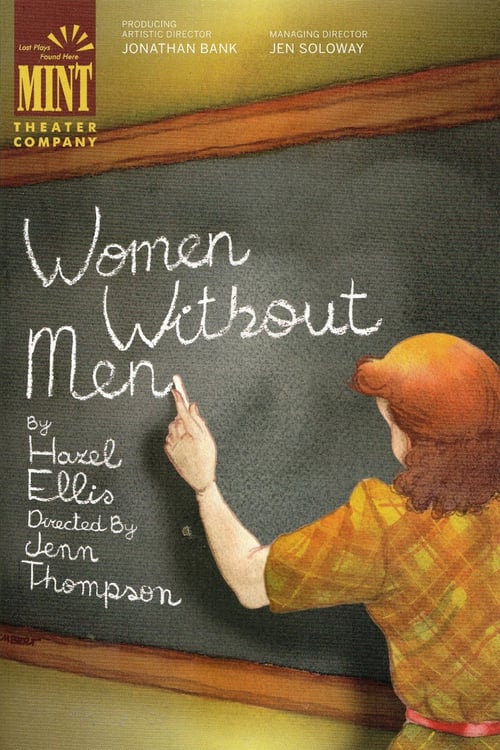 Lost Plays
Found Here
MINT
THEATER
COMPANY
PRODUCING
ARTISTIC DIRECTOR
JONATHAN BANK
MANAGING DIRECTOR
JEN SOLOWAY
Women
Without
Men
By
Hazel
Ellis
Directed By
Jenn
Thompson